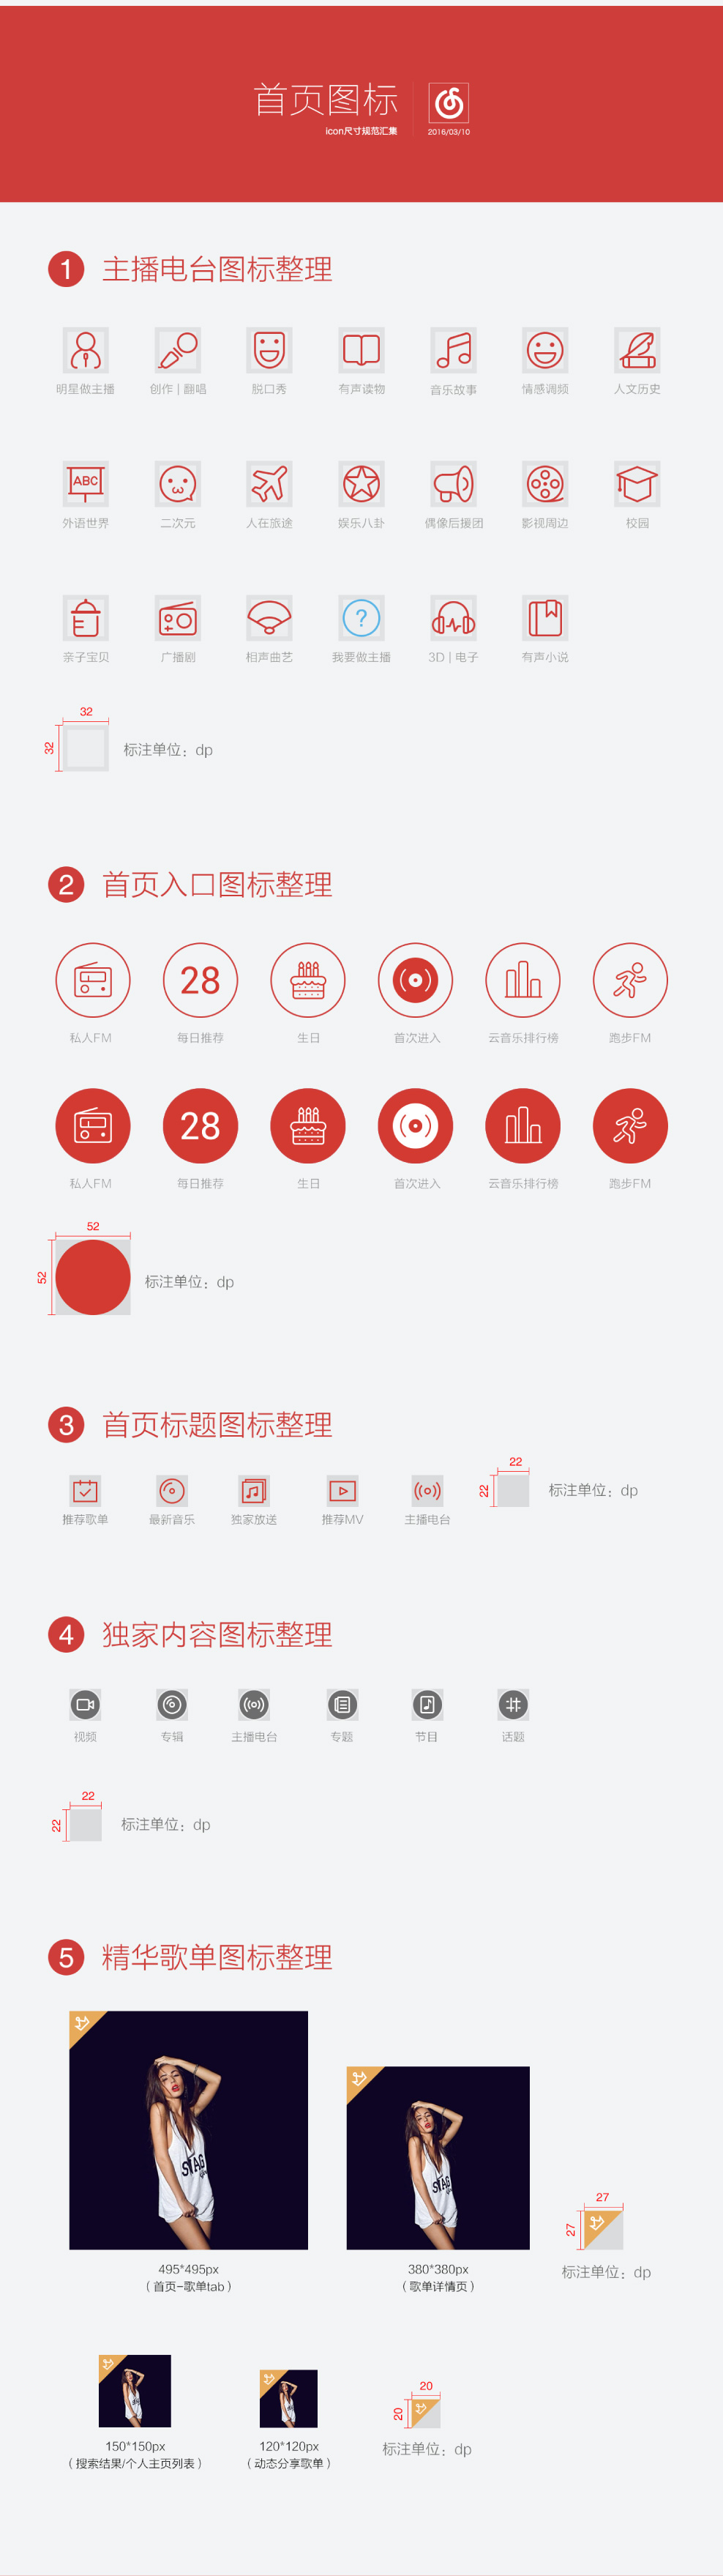 首页图标
icon尺寸规范汇集
2016/03/10
1 主播电台图标整理
明星做主播 创作 | 翻唱 脱口秀 有声读物 音乐故事 情感调频 人文历史
ABC
外语世界 二次元 人在旅途 娱乐八卦 偶像后援团 影视周边 校园
?
亲子宝贝 广播剧 相声曲艺 我要做主播 3D | 电子 有声小说
32
32
标注单位：dp
2 首页入口图标整理
28
私人FM 每日推荐 生日 首次进入 云音乐排行榜 跑步FM
28
私人FM 每日推荐 生日 首次进入 云音乐排行榜 跑步FM
52
52
标注单位：dp
3 首页标题图标整理
22
22
标注单位：dp
推荐歌单 最新音乐 独家放送 推荐MV 主播电台
4 独家内容图标整理
视频 专辑 主播电台 专题 节目 话题
22
22
标注单位：dp
5 精华歌单图标整理
27
27
标注单位：dp
495*495px
（首页-歌单tab）
380*380px
（歌单详情页）
20
20
标注单位：dp
150*150px
（搜索结果/个人主页列表）
120*120px
（动态分享歌单）